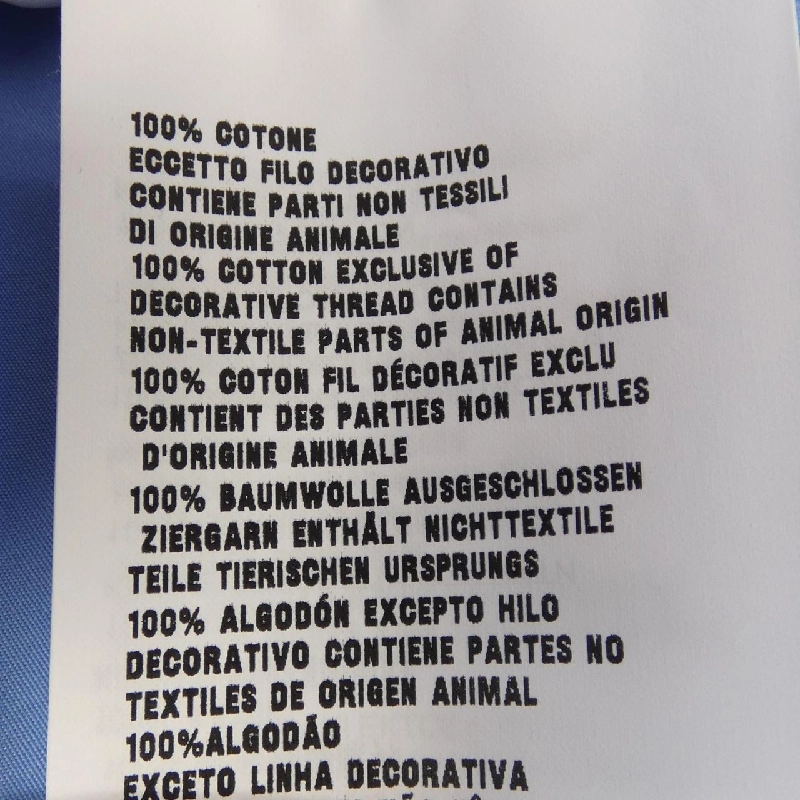 100% COTONE
ECCETTO FILO DECORATIVO
CONTIENE PARTI NON TESSILI
DI ORIGINE ANIMALE
100% COTTON EXCLUSIVE OF
DECORATIVE THREAD CONTAINS
NON-TEXTILE PARTS OF ANIMAL ORIGIN
100% COTON FIL DÉCORATIF EXCLU
CONTIENT DES PARTIES NON TEXTILES
D'ORIGINE ANIMALE
100% BAUMWOLLE AUSGESCHLOSSEN
ZIERGARN ENTHÄLT NICHTTEXTILE
TEILE TIERISCHEN URSPRUNGS
100% ALGODÓN EXCEPTO HILO
DECORATIVO CONTIENE PARTES NO
TEXTILES DE ORIGEN ANIMAL
100%ALGODÃO
EXCETO LINHA DECORATIVA